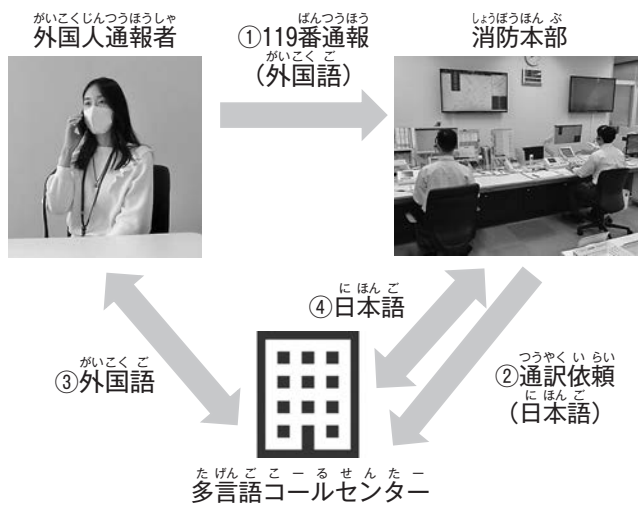 がいこくじんつうほうしゃ
外国人通報者
ばんつうほう
①119番通報
がいこく ご
（外国語）
しょうぼうほん ぶ
消防本部
に ほん ご
④日本語
がいこく ご
③外国語
つうやく い らい
②通訳依頼
に ほん ご
（日本語）
た げん ご こ ー る せ ん た ー
多言語コールセンター